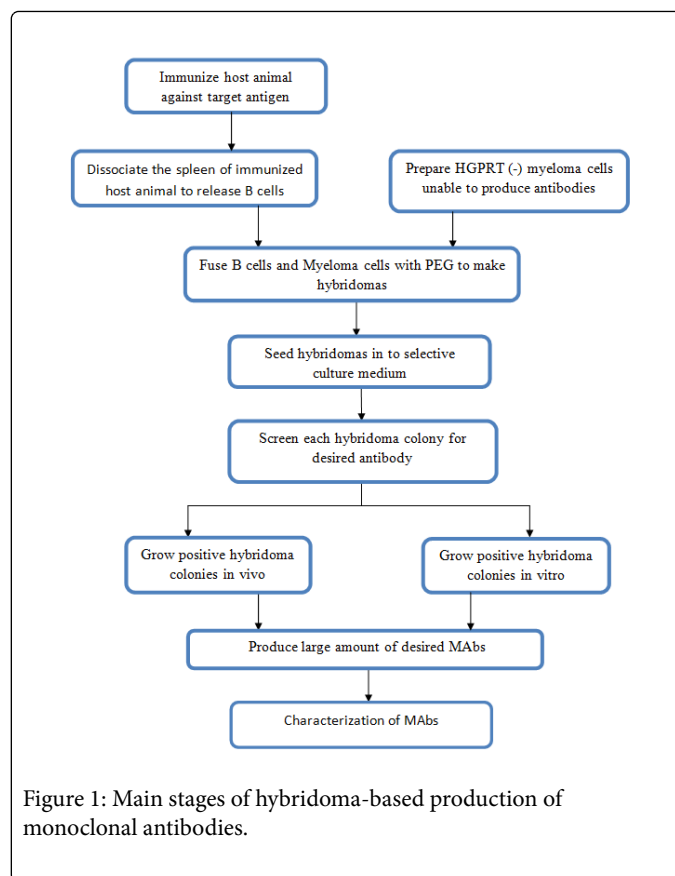 Immunize host animal
against target antigen
Dissociate the spleen of immunized
host animal to release B cells
Prepare HGPRT (-) myeloma cells
unable to produce antibodies
Fuse B cells and Myeloma cells with PEG to make
hybridomas
Seed hybridomas in to selective
culture medium
Screen each hybridoma colony for
desired antibody
Grow positive hybridoma
colonies in vivo
Grow positive hybridoma
colonies in vitro
Produce large amount of desired MAbs
Characterization of MAbs
Figure 1: Main stages of hybridoma-based production of
monoclonal antibodies.